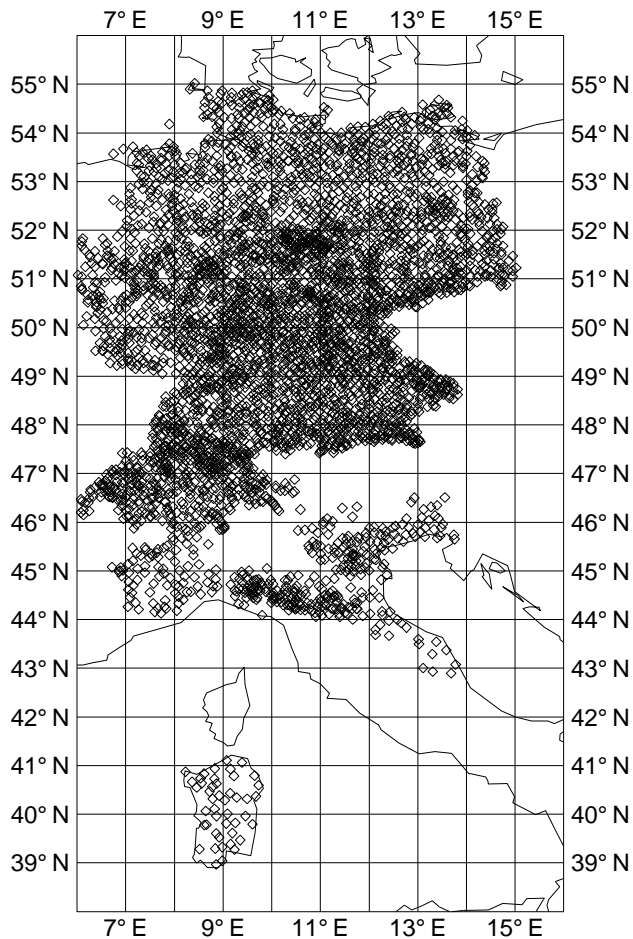 7° E 9° E 11° E 13° E 15° E
55° N 55° N
54° N 54° N
53° N 53° N
52° N 52° N
51° N 51° N
50° N 50° N
49° N 49° N
48° N 48° N
47° N 47° N
46° N 46° N
45° N 45° N
44° N 44° N
43° N 43° N
42° N 42° N
41° N 41° N
40° N 40° N
39° N 39° N
7° E 9° E 11° E 13° E 15° E